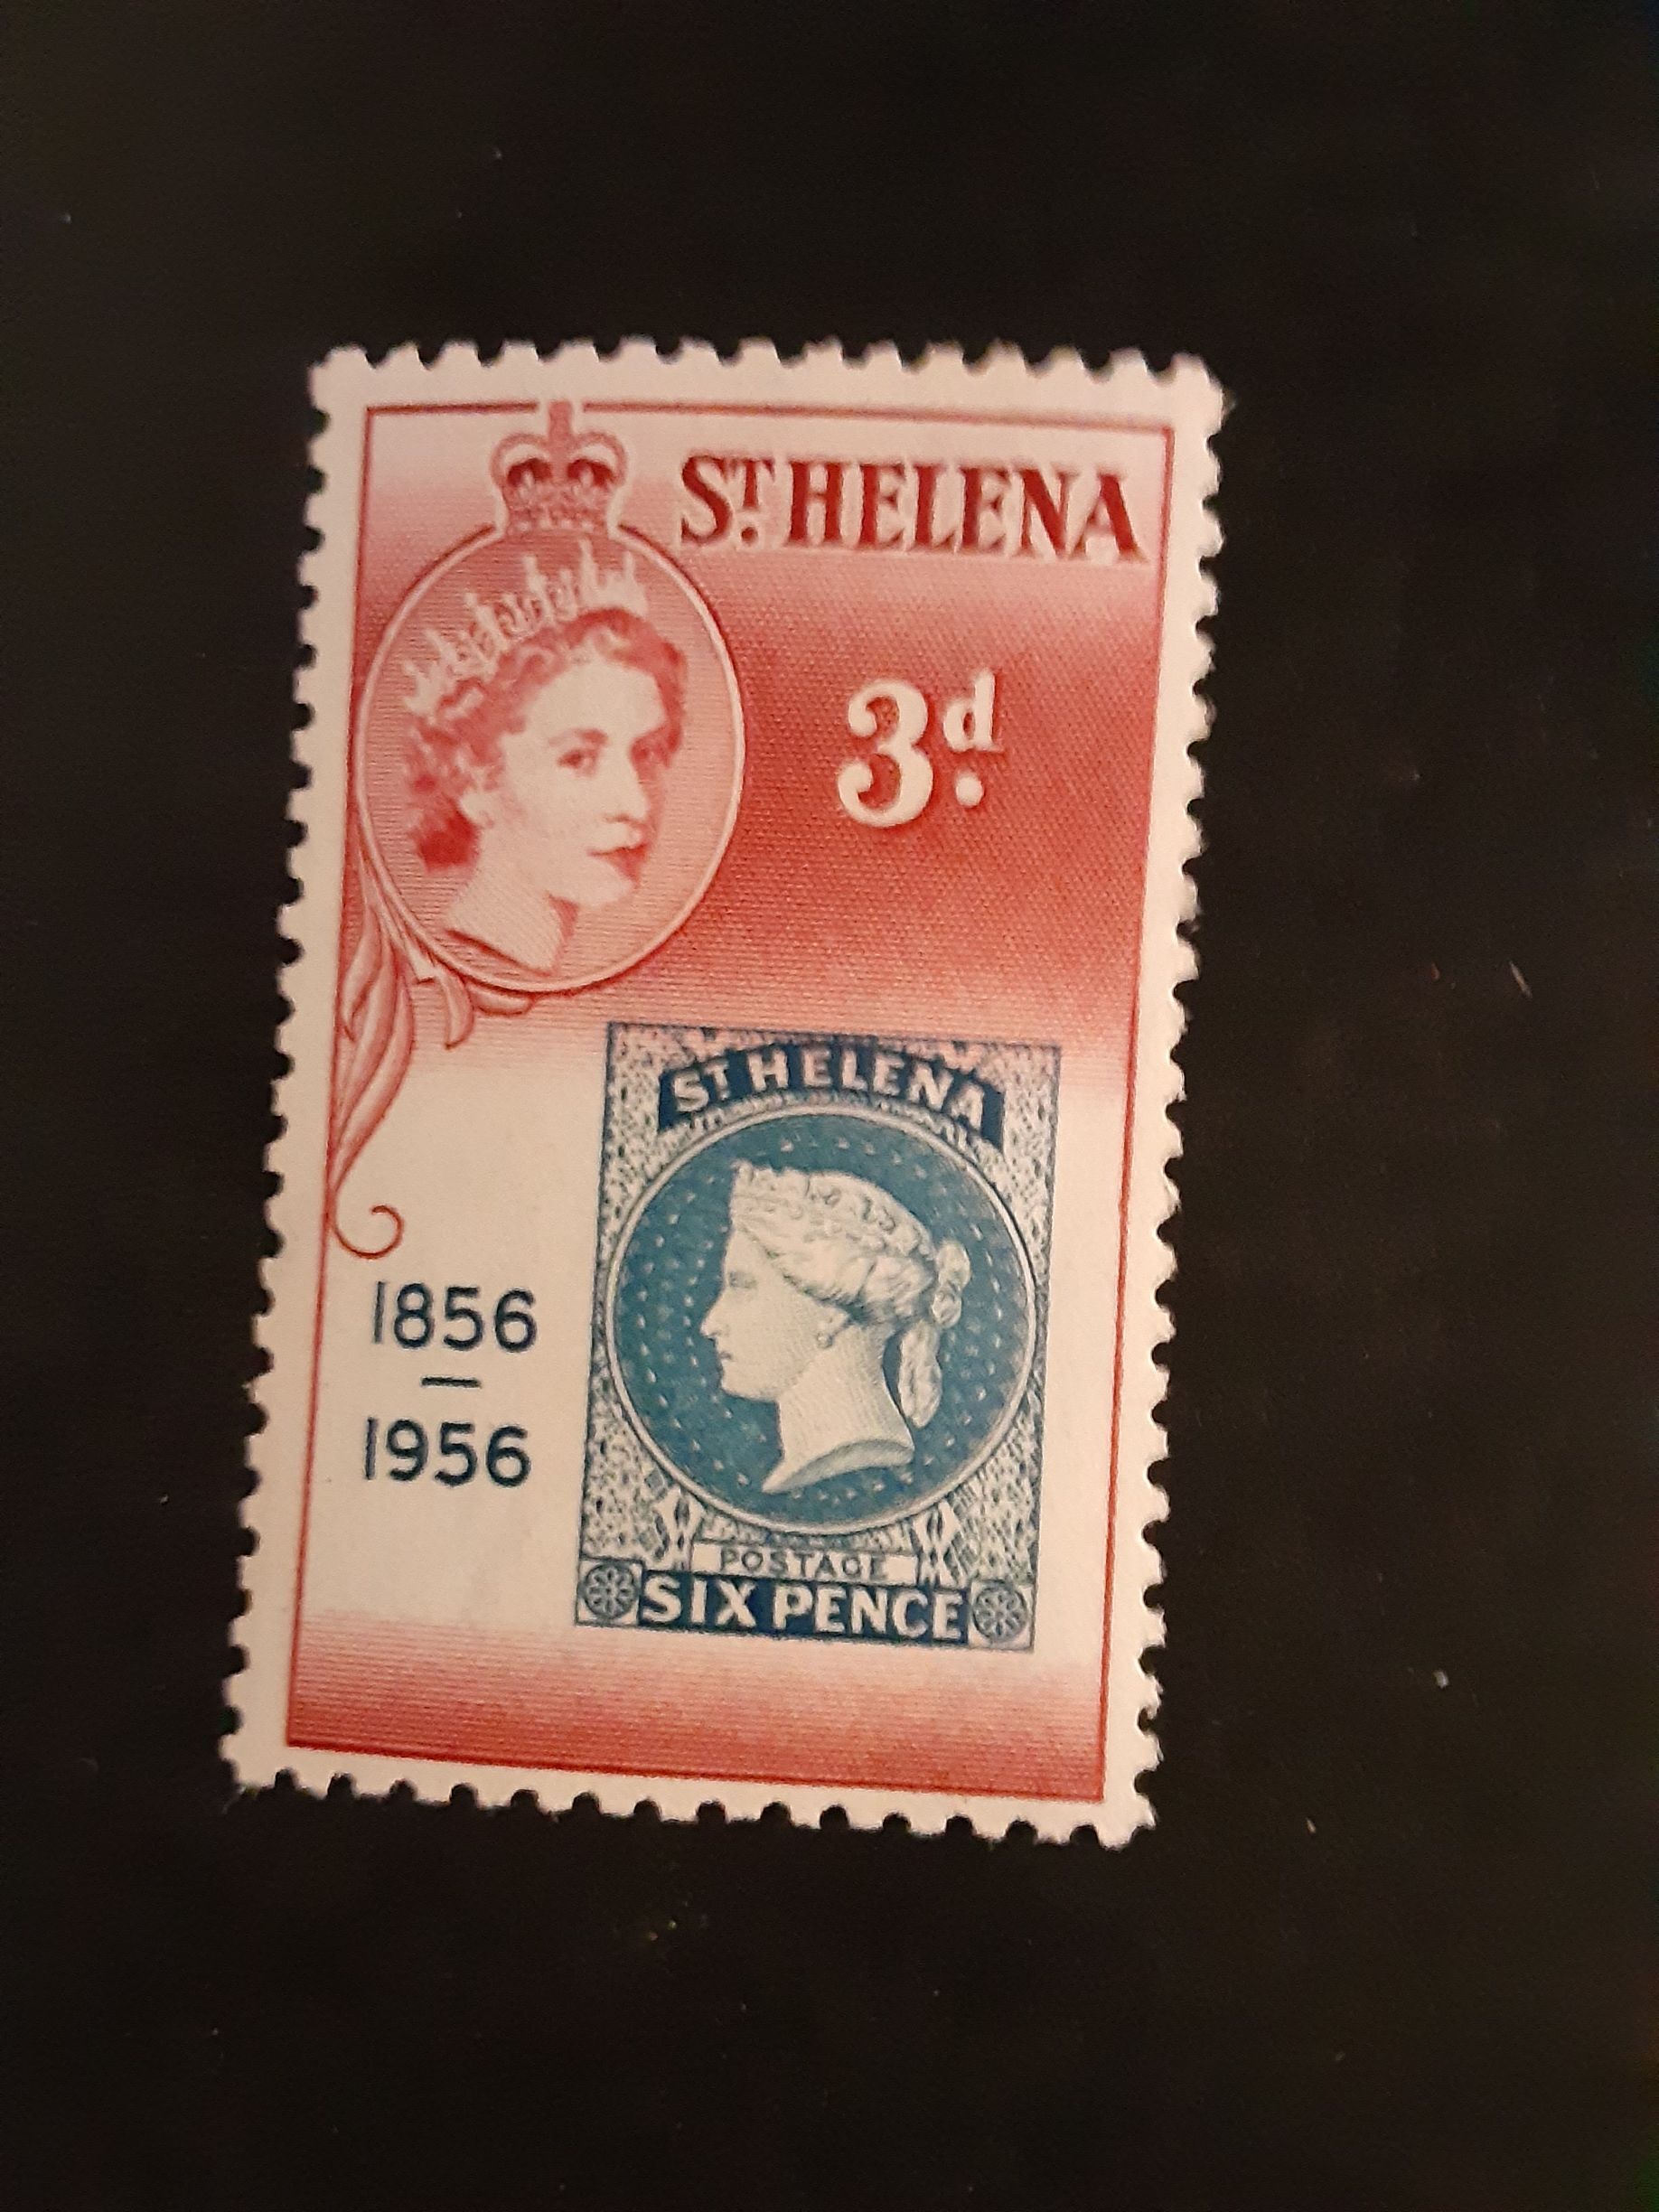 ST. HELENA
3d.
ST HELENA
1856
—
1956
POSTAGE
SIX PENCE